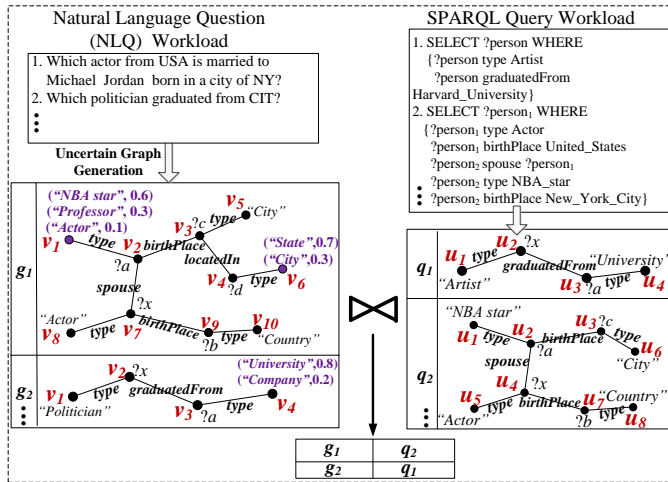 Natural Language Question
(NLQ) Workload
1. Which actor from USA is married to
Michael Jordan born in a city of NY?
2. Which politician graduated from CIT?
⋮
Uncertain Graph
Generation
g1
("NBA star", 0.6)
("Professor", 0.3)
("Actor", 0.1)
v1
type
v2
?a
birthPlace
v3
?c
type
v5
"City"
locatedIn
v4
?d
type
("State",0.7)
("City",0.3)
v6
spouse
?x
v7
"Actor"
v8
type
birthPlace
v9
?b
type
v10
"Country"
g2
⋮
v1
"Politician"
type
v2
?x
graduatedFrom
v3
?a
type
("University",0.8)
("Company",0.2)
v4
SPARQL Query Workload
1. SELECT ?person WHERE
{?person type Artist
?person graduatedFrom
Harvard_University}
2. SELECT ?person1 WHERE
{?person1 type Actor
?person1 birthPlace United_States
?person2 spouse ?person1
?person2 type NBA_star
⋮ ?person2 birthPlace New_York_City}
q1
u1
"Artist"
type
u2
?x
graduatedFrom
u3
?a
type
"University"
u4
q2
⋮
"NBA star"
u1
type
u2
?a
birthPlace
u3
?c
type
u6
"City"
spouse
u4
?x
u5
"Actor"
type
birthPlace
u7
?b
type
"Country"
u8
g1 q2
g2 q1